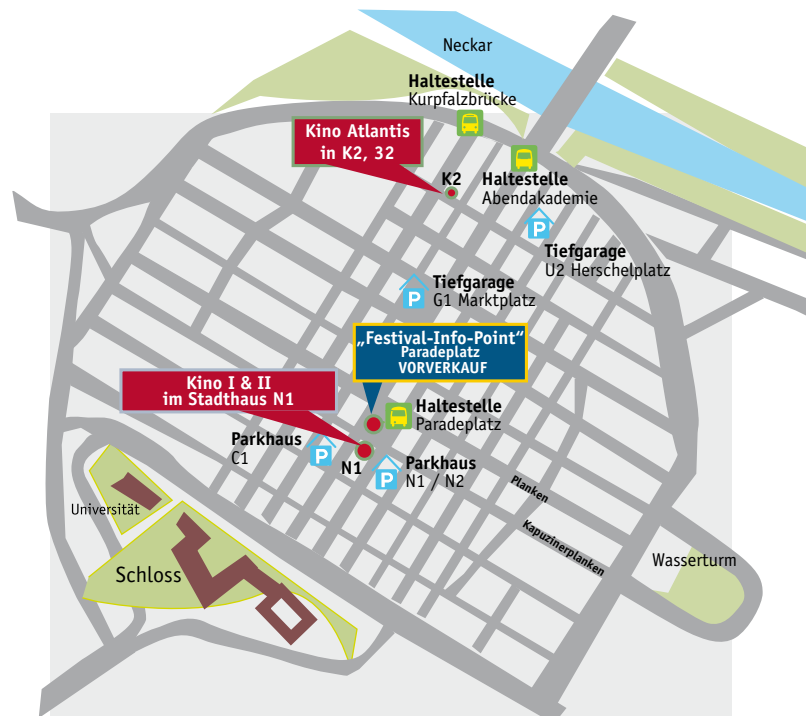 Neckar
Haltestelle
Kurpfalzbrücke
Kino Atlantis
in K2, 32
K2
Haltestelle
Abendakademie
P
Tiefgarage
U2 Herschelplatz
Tiefgarage
G1 Marktplatz
P
„Festival-Info-Point“
Paradeplatz
VORVERKAUF
Kino I & II
im Stadthaus N1
Haltestelle
Paradeplatz
Parkhaus
C1
P
N1
P
Parkhaus
N1 / N2
Planken
Kapuzinerplanken
Universität
Schloss
Wasserturm